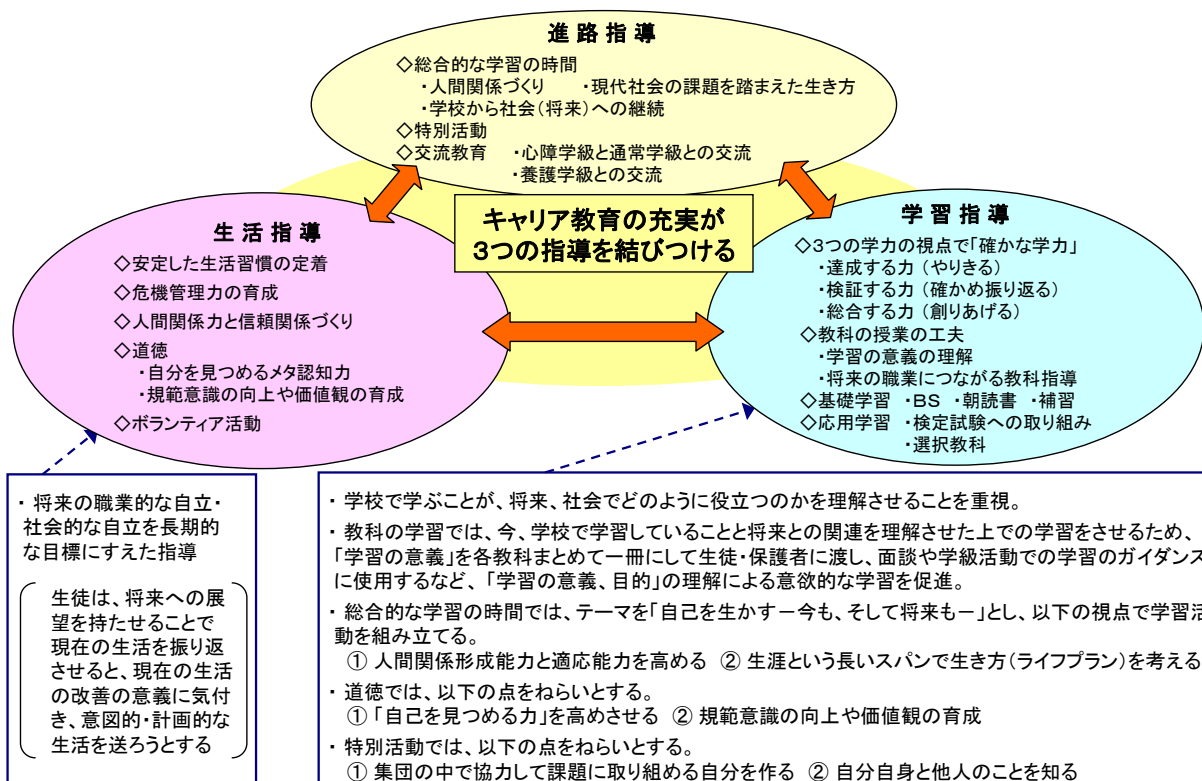 進路指導
◇総合的な学習の時間
・人間関係づくり　・現代社会の課題を踏まえた生き方
・学校から社会(将来)への継続
◇特別活動
◇交流教育　・心障学級と通常学級との交流
・養護学級との交流
キャリア教育の充実が
３つの指導を結びつける
生活指導
◇安定した生活習慣の定着
◇危機管理力の育成
◇人間関係力と信頼関係づくり
◇道徳
・自分を見つめるメタ認知力
・規範意識の向上や価値観の育成
◇ボランティア活動
学習指導
◇３つの学力の視点で「確かな学力」
・達成する力（やりきる）
・検証する力（確かめ振り返る）
・総合する力（創りあげる）
◇教科の授業の工夫
・学習の意義の理解
・将来の職業につながる教科指導
◇基礎学習　・BS　・朝読書　・補習
◇応用学習　・検定試験への取り組み
・選択教科
・将来の職業的な自立・
社会的な自立を長期的
な目標にすえた指導
生徒は、将来への展
望を持たせることで
現在の生活を振り返
させると、現在の生活
の改善の意義に気付
き、意図的・計画的な
生活を送ろうとする
・学校で学ぶことが、将来、社会でどのように役立つのかを理解させることを重視。
・教科の学習では、今、学校で学習していることと将来との関連を理解させた上での学習をさせるため、
「学習の意義」を各教科まとめて一冊にして生徒・保護者に渡し、面談や学級活動での学習のガイダンス
に使用するなど、「学習の意義、目的」の理解による意欲的な学習を促進。
・総合的な学習の時間では、テーマを「自己を生かす－今も、そして将来も－」とし、以下の視点で学習活
動を組み立てる。
① 人間関係形成能力と適応能力を高める　② 生涯という長いスパンで生き方(ライフプラン)を考える
・道徳では、以下の点をねらいとする。
①「自己を見つめる力」を高めさせる　② 規範意識の向上や価値観の育成
・特別活動では、以下の点をねらいとする。
① 集団の中で協力して課題に取り組める自分を作る　② 自分自身と他人のことを知る